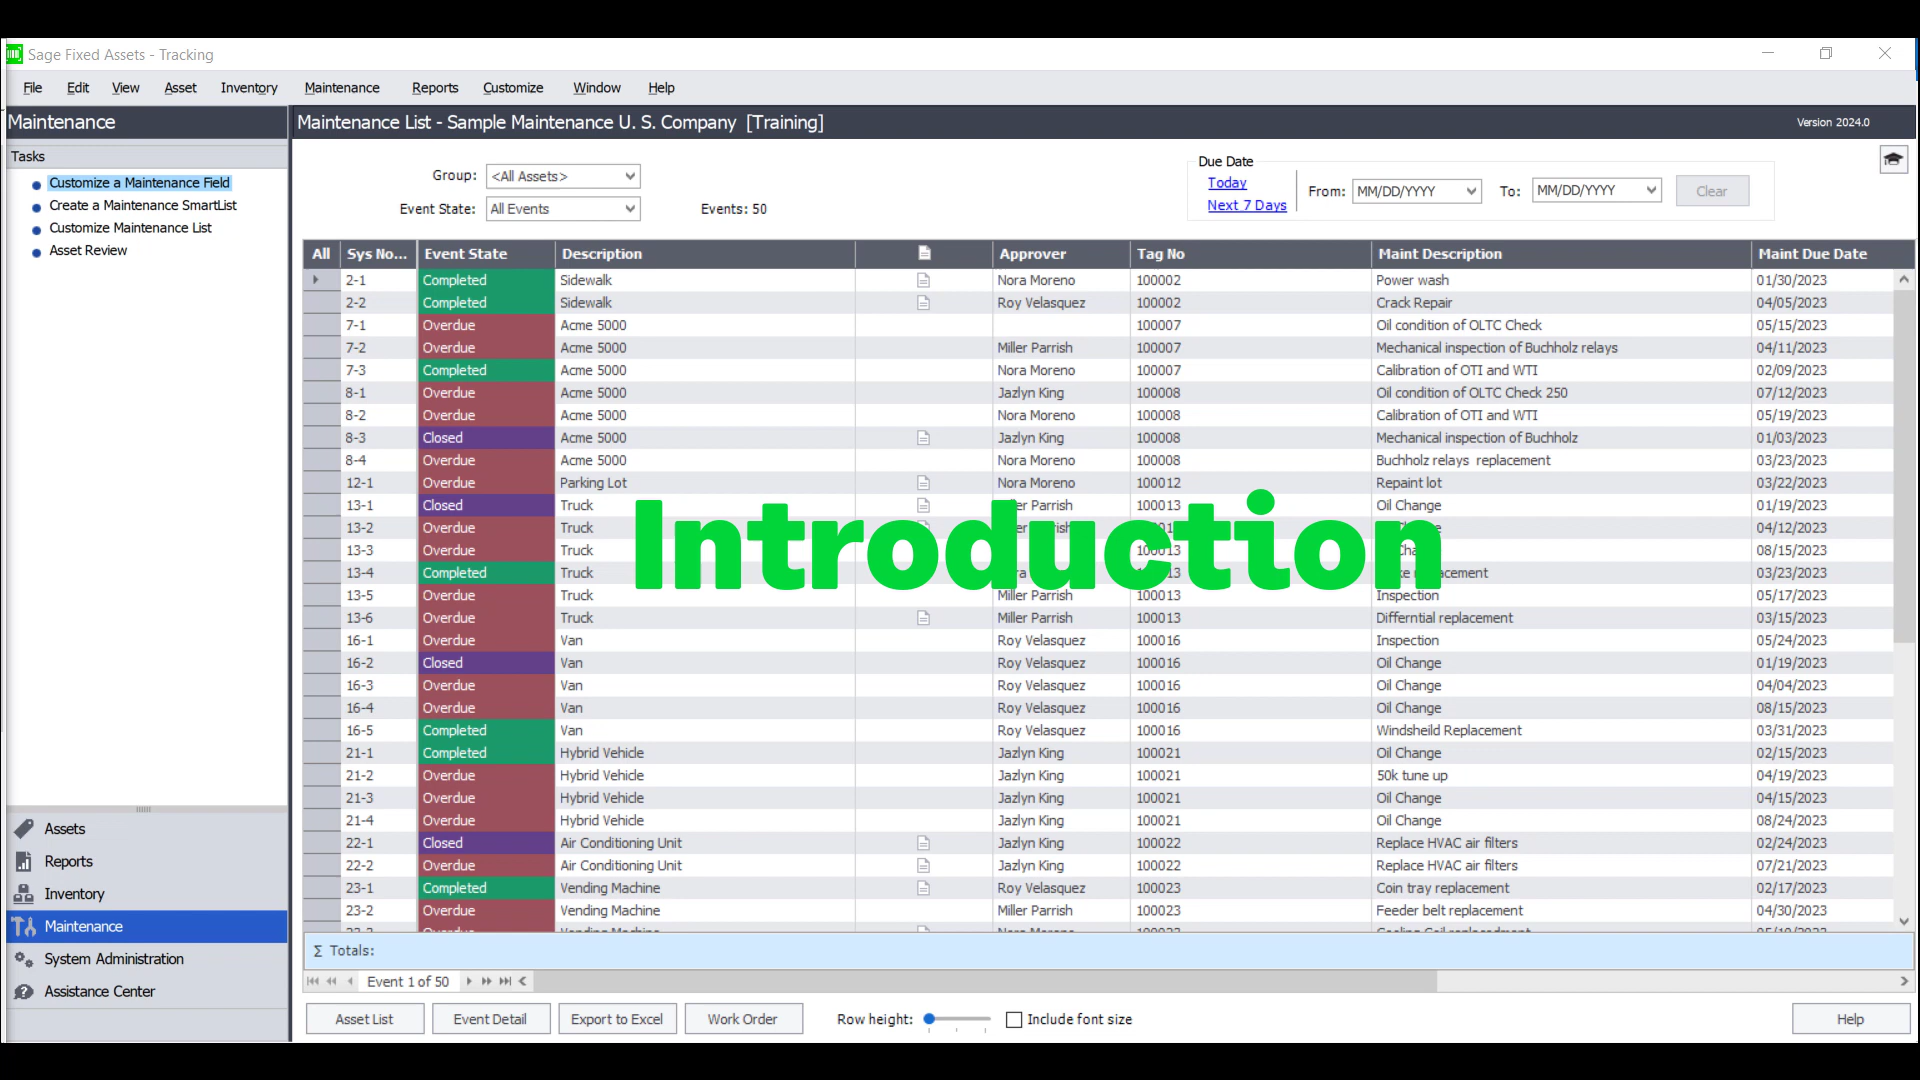 Sage Fixed Assets - Tracking
File Edit View Asset Inventory Maintenance Reports Customize Window Help
Maintenance
Maintenance List - Sample Maintenance U. S. Company [Training]
Version 2024.0
Tasks
Customize a Maintenance Field
Create a Maintenance SmartList
Customize Maintenance List
Asset Review
Group: <All Assets>
Event State: All Events
Events: 50
Due Date
Today
Next 7 Days
From: MM/DD/YYYY To: MM/DD/YYYY Clear
All Sys No... Event State Description Approver Tag No Maint Description Maint Due Date
2-1 Completed Sidewalk Nora Moreno 100002 Power wash 01/30/2023
2-2 Completed Sidewalk Roy Velasquez 100002 Crack Repair 04/05/2023
7-1 Overdue Acme 5000 100007 Oil condition of OLTC Check 05/15/2023
7-2 Overdue Acme 5000 Miller Parrish 100007 Mechanical inspection of Buchholz relays 04/11/2023
7-3 Completed Acme 5000 Nora Moreno 100007 Calibration of OTI and WTI 02/09/2023
8-1 Overdue Acme 5000 Jazlyn King 100008 Oil condition of OLTC Check 250 07/12/2023
8-2 Overdue Acme 5000 Nora Moreno 100008 Calibration of OTI and WTI 05/19/2023
8-3 Closed Acme 5000 Jazlyn King 100008 Mechanical inspection of Buchholz 01/03/2023
8-4 Overdue Acme 5000 Nora Moreno 100008 Buchholz relays replacement 03/23/2023
12-1 Overdue Parking Lot Nora Moreno 100012 Repaint lot 03/22/2023
13-1 Closed Truck Parrish 100013 Oil Change 01/19/2023
13-2 Overdue Truck 04/12/2023
13-3 Overdue Truck 100013 08/15/2023
13-4 Completed Truck 03/23/2023
Introduction
13-5 Overdue Truck Miller Parrish 100013 Inspection 05/17/2023
13-6 Overdue Truck Miller Parrish 100013 Differntial replacement 03/15/2023
16-1 Overdue Van Roy Velasquez 100016 Inspection 05/24/2023
16-2 Closed Van Roy Velasquez 100016 Oil Change 01/19/2023
16-3 Overdue Van Roy Velasquez 100016 Oil Change 04/04/2023
16-4 Overdue Van Roy Velasquez 100016 Oil Change 08/15/2023
16-5 Completed Van Roy Velasquez 100016 Windsheild Replacement 03/31/2023
21-1 Completed Hybrid Vehicle Jazlyn King 100021 Oil Change 02/15/2023
21-2 Overdue Hybrid Vehicle Jazlyn King 100021 50k tune up 04/19/2023
21-3 Overdue Hybrid Vehicle Jazlyn King 100021 Oil Change 04/15/2023
21-4 Overdue Hybrid Vehicle Jazlyn King 100021 Oil Change 08/24/2023
22-1 Closed Air Conditioning Unit Jazlyn King 100022 Replace HVAC air filters 02/24/2023
22-2 Overdue Air Conditioning Unit Jazlyn King 100022 Replace HVAC air filters 07/21/2023
23-1 Completed Vending Machine Roy Velasquez 100023 Coin tray replacement 02/17/2023
23-2 Overdue Vending Machine Miller Parrish 100023 Feeder belt replacement 04/30/2023
Σ Totals:
Event 1 of 50
Assets
Reports
Inventory
Maintenance
System Administration
Assistance Center
Asset List Event Detail Export to Excel Work Order Row height: Include font size Help